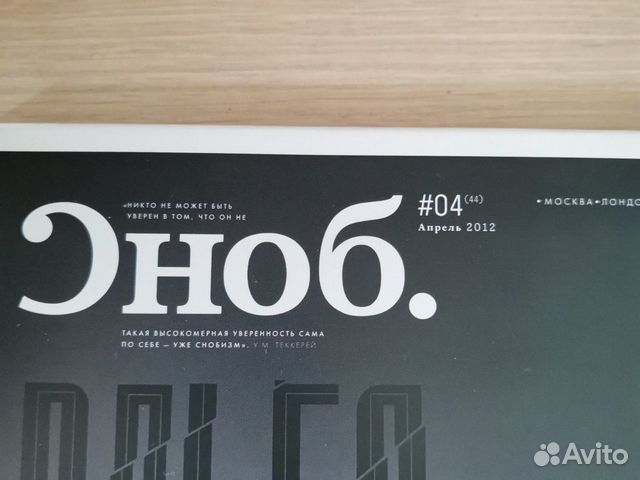 «НИКТО НЕ МОЖЕТ БЫТЬ
УВЕРЕН В ТОМ, ЧТО ОН НЕ
Сноб.
#04(44)
Апрель 2012
•МОСКВА•ЛОНДО
ТАКАЯ ВЫСОКОМЕРНАЯ УВЕРЕННОСТЬ САМА
ПО СЕБЕ — УЖЕ СНОБИЗМ». У.М. ТЕККЕРЕЙ
Avito